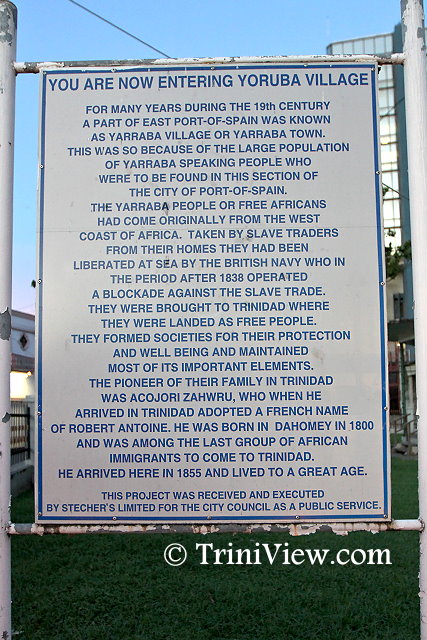 YOU ARE NOW ENTERING YORUBA VILLAGE
FOR MANY YEARS DURING THE 19th CENTURY
A PART OF EAST PORT-OF-SPAIN WAS KNOWN
AS YARRABA VILLAGE OR YARRABA TOWN.
THIS WAS SO BECAUSE OF THE LARGE POPULATION
OF YARRABA SPEAKING PEOPLE WHO
WERE TO BE FOUND IN THIS SECTION OF
THE CITY OF PORT-OF-SPAIN.
THE YARRABA PEOPLE OR FREE AFRICANS
HAD COME ORIGINALLY FROM THE WEST
COAST OF AFRICA. TAKEN BY SLAVE TRADERS
FROM THEIR HOMES THEY HAD BEEN
LIBERATED AT SEA BY THE BRITISH NAVY WHO IN
THE PERIOD AFTER 1838 OPERATED
A BLOCKADE AGAINST THE SLAVE TRADE.
THEY WERE BROUGHT TO TRINIDAD WHERE
THEY WERE LANDED AS FREE PEOPLE.
THEY FORMED SOCIETIES FOR THEIR PROTECTION
AND WELL BEING AND MAINTAINED
MOST OF ITS IMPORTANT ELEMENTS.
THE PIONEER OF THEIR FAMILY IN TRINIDAD
WAS ACOJORI ZAHWRU, WHO WHEN HE
ARRIVED IN TRINIDAD ADOPTED A FRENCH NAME
OF ROBERT ANTOINE. HE WAS BORN IN DAHOMEY IN 1800
AND WAS AMONG THE LAST GROUP OF AFRICAN
IMMIGRANTS TO COME TO TRINIDAD.
HE ARRIVED HERE IN 1855 AND LIVED TO A GREAT AGE.
THIS PROJECT WAS RECEIVED AND EXECUTED
BY STECHER'S LIMITED FOR THE CITY COUNCIL AS A PUBLIC SERVICE.
© TriniView.com